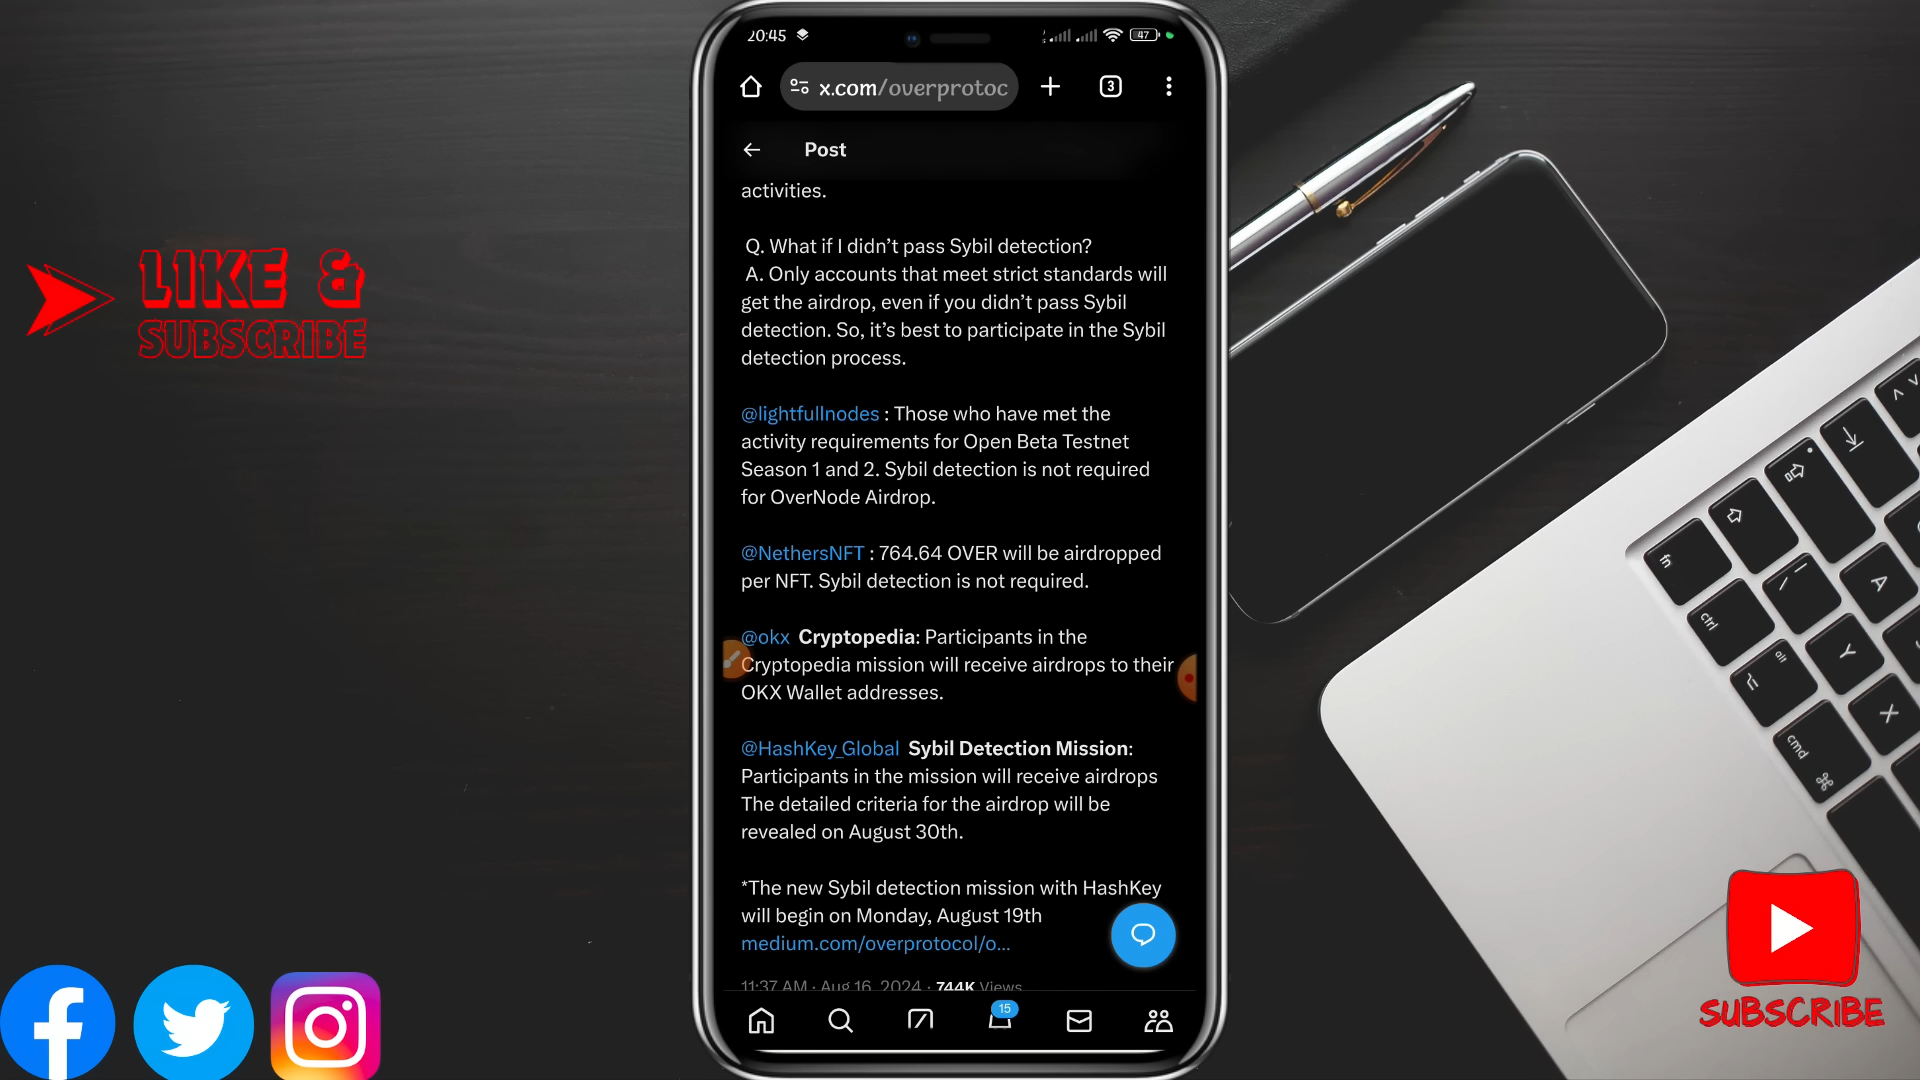 20:45
47
x.com/overprotoc
3
Post
activities.
Q. What if I didn’t pass Sybil detection?
A. Only accounts that meet strict standards will
get the airdrop, even if you didn’t pass Sybil
detection. So, it’s best to participate in the Sybil
detection process.
@lightfullnodes : Those who have met the
activity requirements for Open Beta Testnet
Season 1 and 2. Sybil detection is not required
for OverNode Airdrop.
@NethersNFT : 764.64 OVER will be airdropped
per NFT. Sybil detection is not required.
@okx Cryptopedia: Participants in the
Cryptopedia mission will receive airdrops to their
OKX Wallet addresses.
@HashKey_Global Sybil Detection Mission:
Participants in the mission will receive airdrops
The detailed criteria for the airdrop will be
revealed on August 30th.
*The new Sybil detection mission with HashKey
will begin on Monday, August 19th
medium.com/overprotocol/o...
11:37 AM · Aug 16, 2024 · 744K Views
15
LIKE &
SUBSCRIBE
SUBSCRIBE
fn
ctrl
alt
cmd
A
Y
X